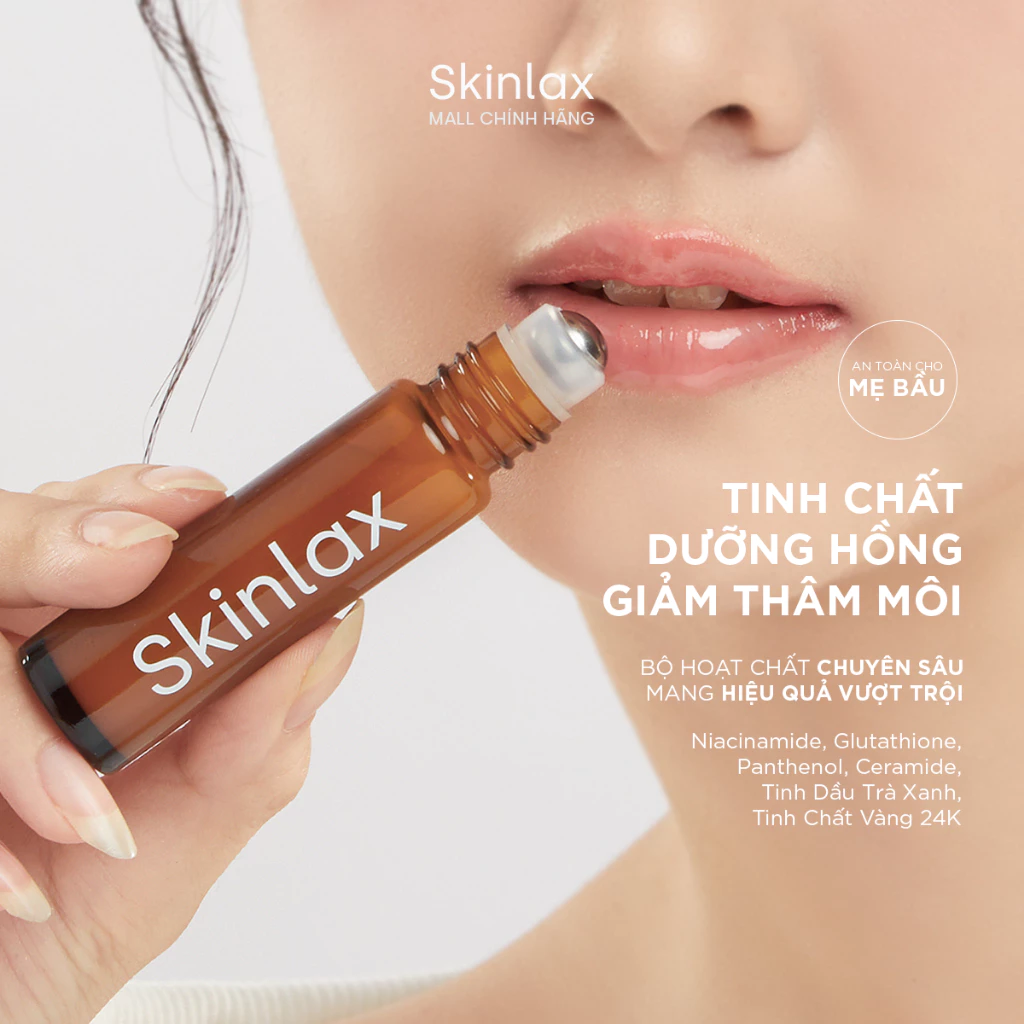 Skinlax
MALL CHÍNH HÃNG
AN TOÀN CHO
MẸ BẦU
Skinlax
TINH CHẤT
DƯỠNG HỒNG
GIẢM THÂM MÔI
BỘ HOẠT CHẤT CHUYÊN SÂU
MANG HIỆU QUẢ VƯỢT TRỘI
Niacinamide, Glutathione,
Panthenol, Ceramide,
Tinh Dầu Trà Xanh,
Tinh Chất Vàng 24K